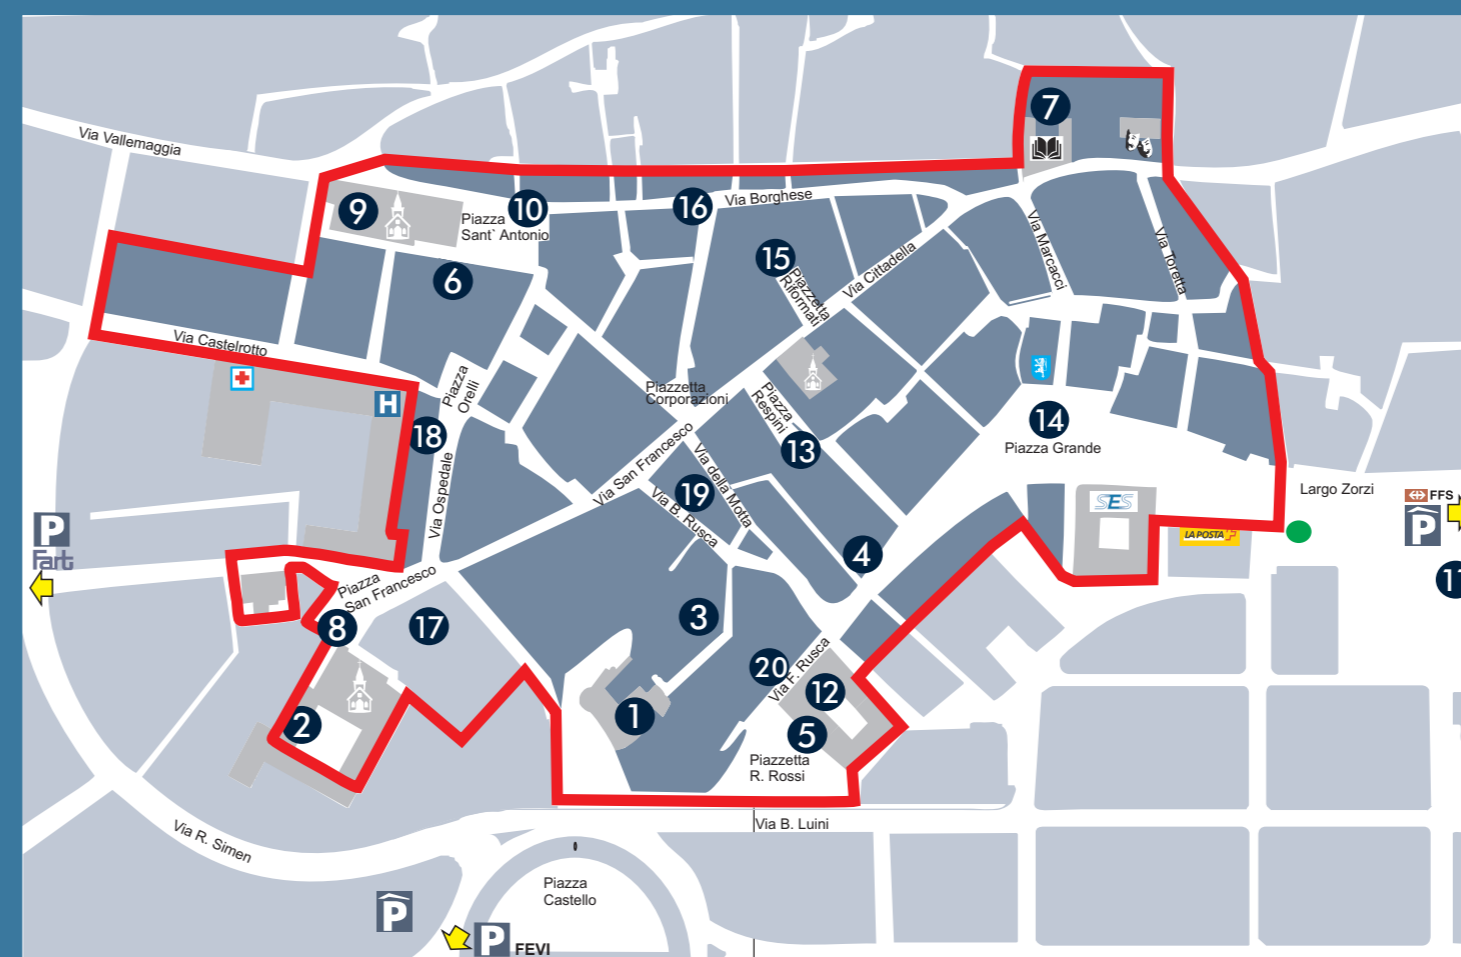 7
Via Vallemaggia
9
10
16
Via Borghese
Piazza
Sant` Antonio
Via Marcacci
Via Toretta
6
15
Piazzetta
Riformati
Via Cittadella
Via Castelrotto
H
Piazza
Orelli
Piazzetta
Corporazioni
Piazza
Respini
18
13
14
Piazza Grande
Via Ospedale
Via San Francesco
Via della Motta
19
Via B. Rusca
SES
Largo Zorzi
FFS
P
P
Fart
LA POSTA
4
11
Piazza
San Francesco
8
17
3
20
Via F. Rusca
12
2
1
5
Piazzetta
R. Rossi
Via B. Luini
Via R. Simen
Piazza
Castello
P
P
FEVI